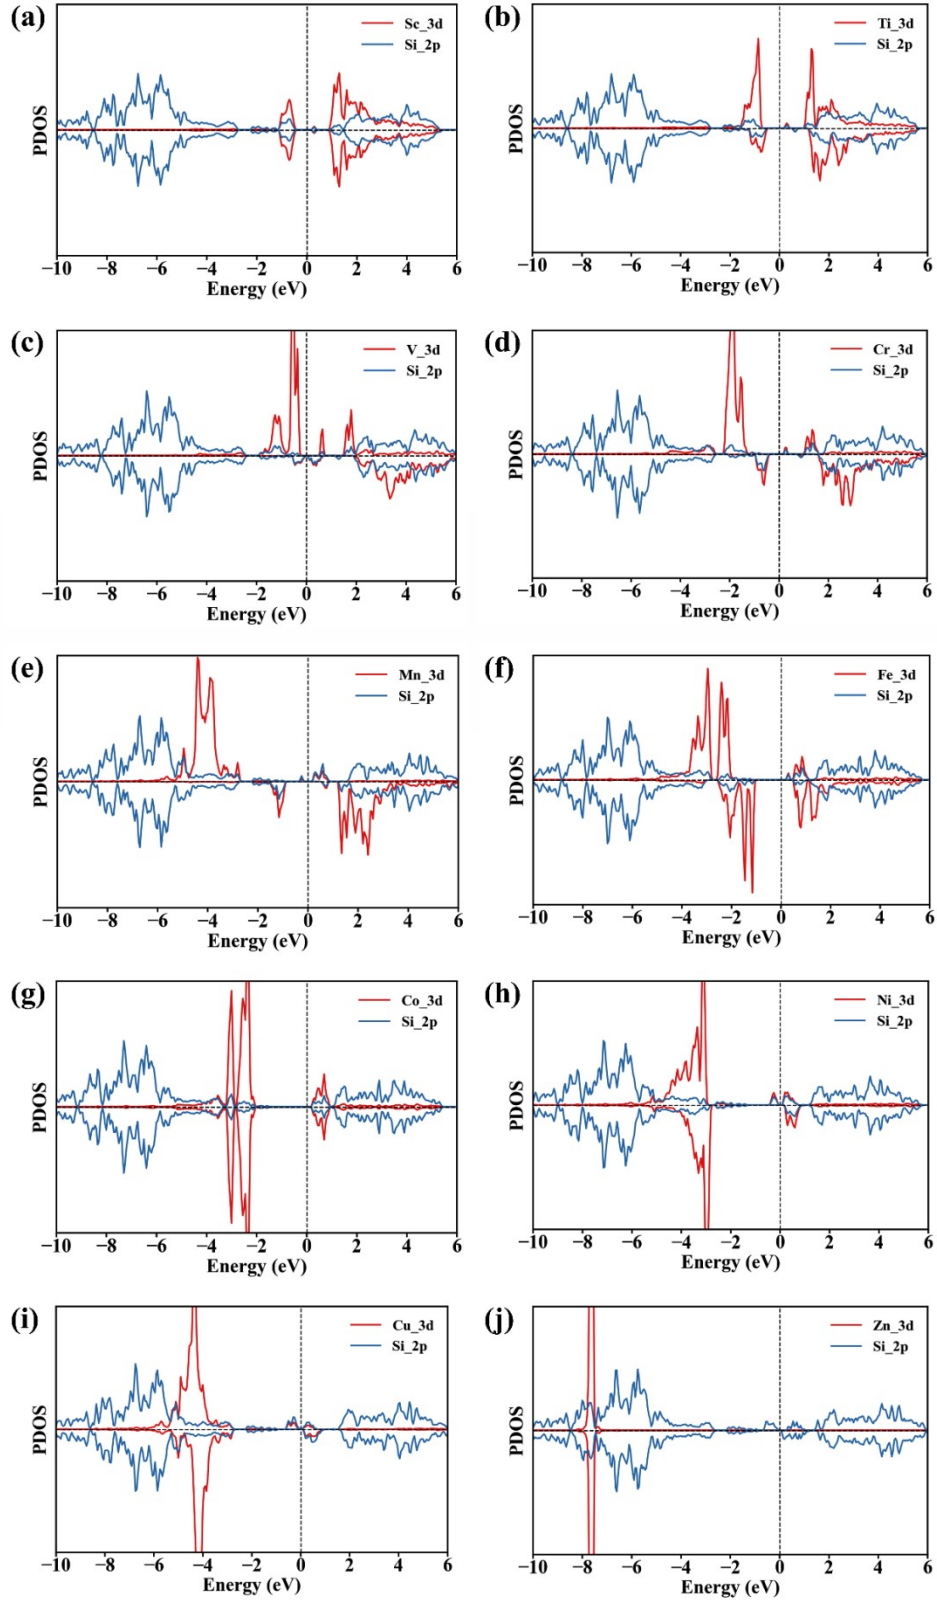 (a)
Sc_3d
Si_2p
PDOS
−10 −8 −6 −4 −2 0 2 4 6
Energy (eV)
(b)
Ti_3d
Si_2p
PDOS
−10 −8 −6 −4 −2 0 2 4 6
Energy (eV)
(c)
V_3d
Si_2p
PDOS
−10 −8 −6 −4 −2 0 2 4 6
Energy (eV)
(d)
Cr_3d
Si_2p
PDOS
−10 −8 −6 −4 −2 0 2 4 6
Energy (eV)
(e)
Mn_3d
Si_2p
PDOS
−10 −8 −6 −4 −2 0 2 4 6
Energy (eV)
(f)
Fe_3d
Si_2p
PDOS
−10 −8 −6 −4 −2 0 2 4 6
Energy (eV)
(g)
Co_3d
Si_2p
PDOS
−10 −8 −6 −4 −2 0 2 4 6
Energy (eV)
(h)
Ni_3d
Si_2p
PDOS
−10 −8 −6 −4 −2 0 2 4 6
Energy (eV)
(i)
Cu_3d
Si_2p
PDOS
−10 −8 −6 −4 −2 0 2 4 6
Energy (eV)
(j)
Zn_3d
Si_2p
PDOS
−10 −8 −6 −4 −2 0 2 4 6
Energy (eV)